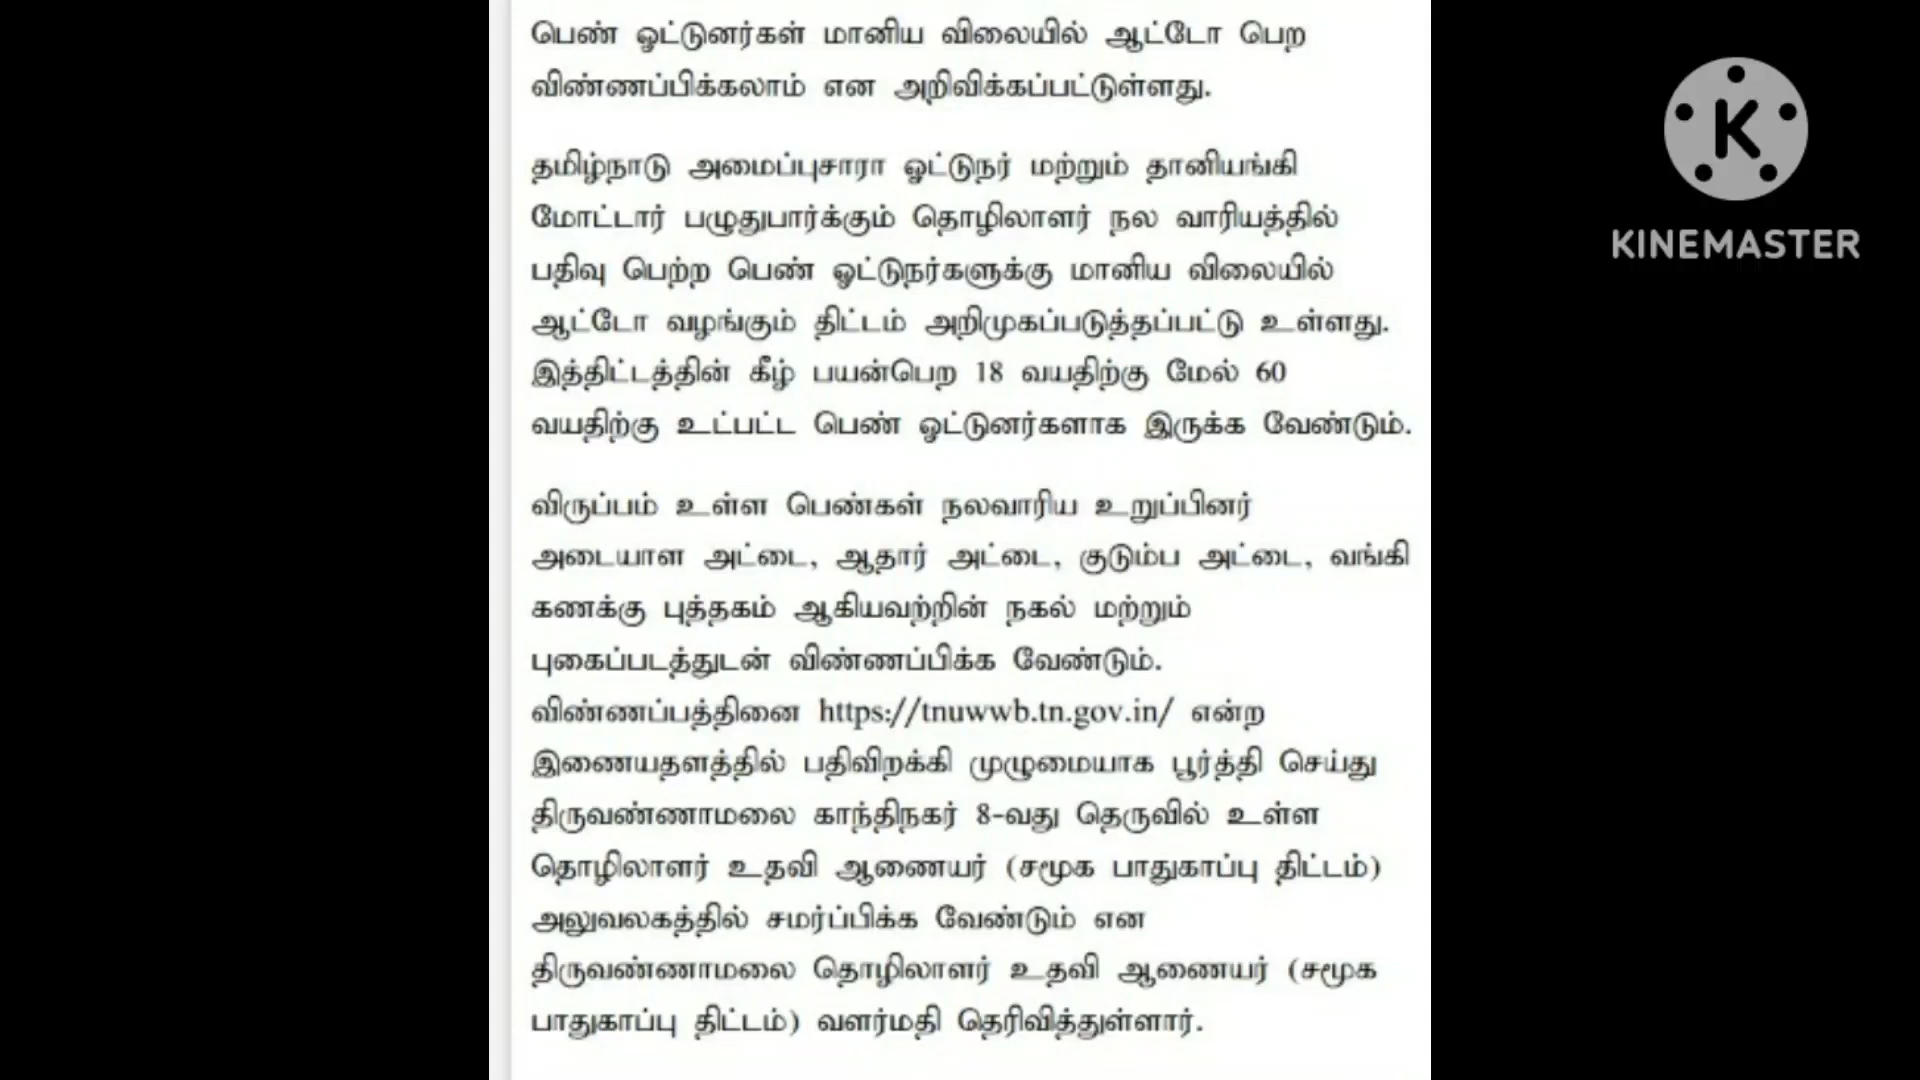 பெண் ஓட்டுனர்கள் மானிய விலையில் ஆட்டோ பெற
விண்ணப்பிக்கலாம் என அறிவிக்கப்பட்டுள்ளது.
தமிழ்நாடு அமைப்புசாரா ஓட்டுநர் மற்றும் தானியங்கி
மோட்டார் பழுதுபார்க்கும் தொழிலாளர் நல வாரியத்தில்
பதிவு பெற்ற பெண் ஓட்டுநர்களுக்கு மானிய விலையில்
ஆட்டோ வழங்கும் திட்டம் அறிமுகப்படுத்தப்பட்டு உள்ளது.
இத்திட்டத்தின் கீழ் பயன்பெற 18 வயதிற்கு மேல் 60
வயதிற்கு உட்பட்ட பெண் ஓட்டுனர்களாக இருக்க வேண்டும்.
விருப்பம் உள்ள பெண்கள் நலவாரிய உறுப்பினர்
அடையாள அட்டை, ஆதார் அட்டை, குடும்ப அட்டை, வங்கி
கணக்கு புத்தகம் ஆகியவற்றின் நகல் மற்றும்
புகைப்படத்துடன் விண்ணப்பிக்க வேண்டும்.
விண்ணப்பத்தினை https://tnuwwb.tn.gov.in/ என்ற
இணையதளத்தில் பதிவிறக்கி முழுமையாக பூர்த்தி செய்து
திருவண்ணாமலை காந்திநகர் 8-வது தெருவில் உள்ள
தொழிலாளர் உதவி ஆணையர் (சமூக பாதுகாப்பு திட்டம்)
அலுவலகத்தில் சமர்ப்பிக்க வேண்டும் என
திருவண்ணாமலை தொழிலாளர் உதவி ஆணையர் (சமூக
பாதுகாப்பு திட்டம்) வளர்மதி தெரிவித்துள்ளார்.
K
KINEMASTER